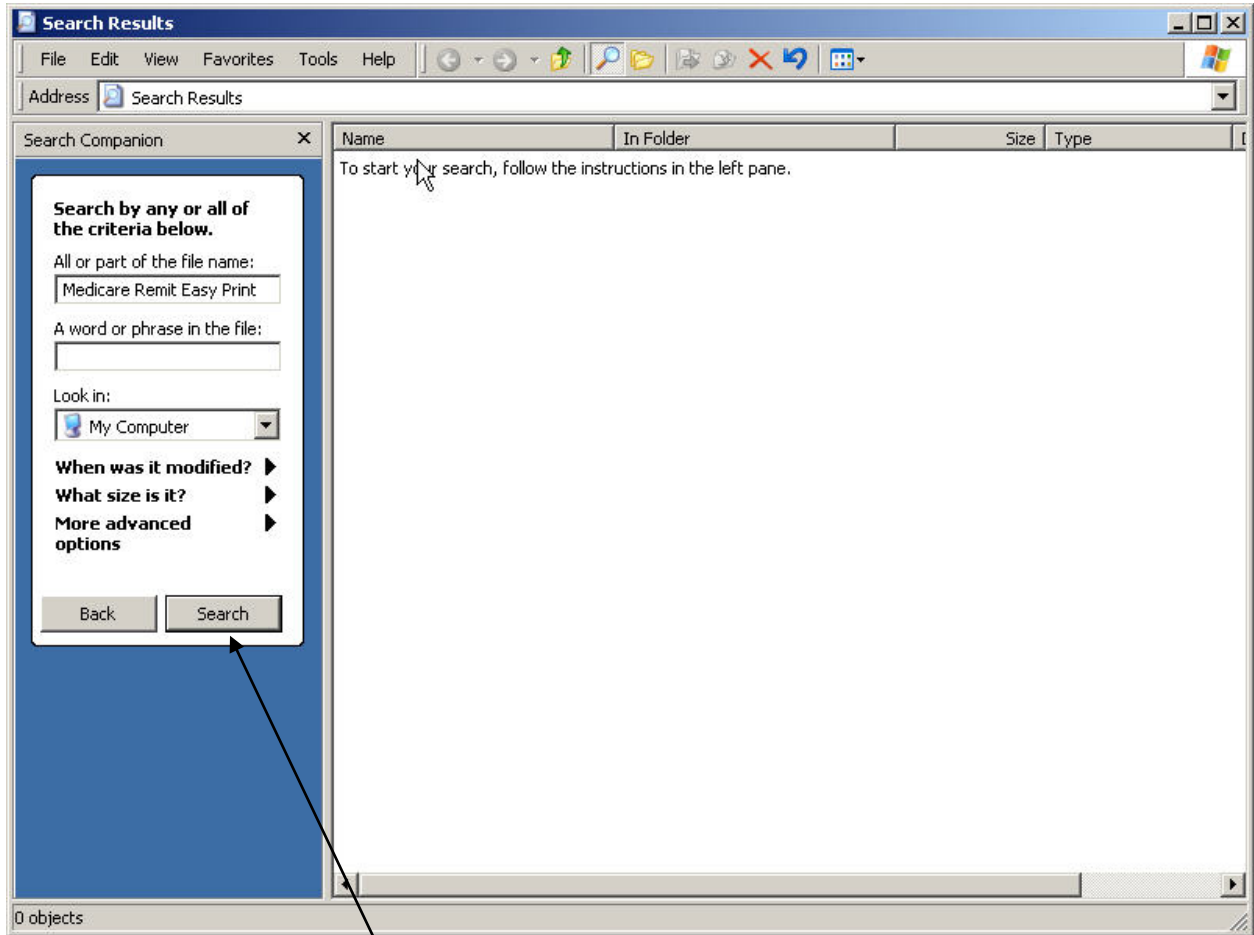 Search Results
File Edit View Favorites Tools Help
Address Search Results
Search Companion
Name In Folder Size Type
To start your search, follow the instructions in the left pane.
Search by any or all of
the criteria below.
All or part of the file name:
Medicare Remit Easy Print
A word or phrase in the file:
Look in:
My Computer
When was it modified?
What size is it?
More advanced
options
Back Search
0 objects